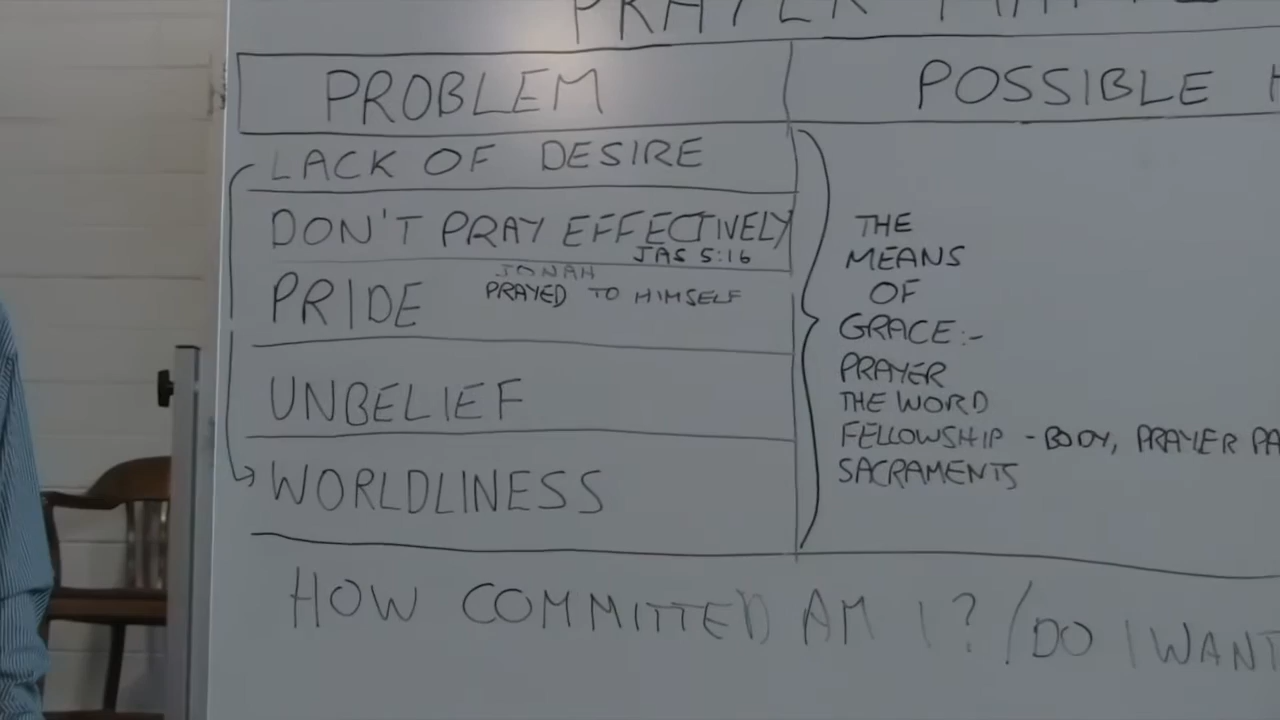 PRAYER
PROBLEM
POSSIBLE
LACK OF DESIRE
DON'T PRAY EFFECTIVELY
JAS 5:16
JONAH
PRIDE PRAYED TO HIMSELF
UNBELIEF
WORLDLINESS
THE
MEANS
OF
GRACE:-
PRAYER
THE WORD
FELLOWSHIP - BODY, PRAYER PA
SACRAMENTS
HOW COMMITTED AM I? / DO I WANT